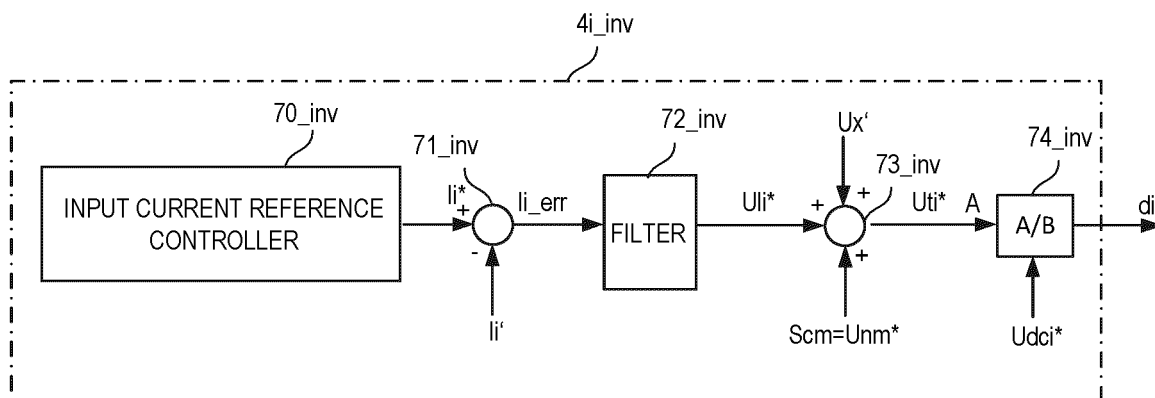 4i_inv
70_inv
INPUT CURRENT REFERENCE
CONTROLLER
71_inv
Ii*
+
-
Ii'
Ii_err
72_inv
FILTER
Uli*
Ux'
73_inv
+
+
+
Scm=Unm*
Uti*
A
74_inv
A/B
Udci*
di